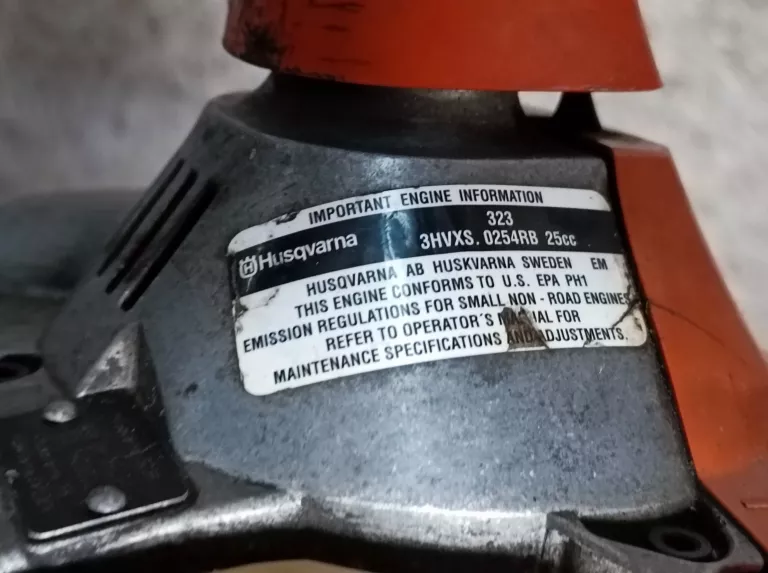 IMPORTANT ENGINE INFORMATION
323
Husqvarna 3HVXS.0254RB 25cc
HUSQVARNA AB HUSKVARNA SWEDEN EM
THIS ENGINE CONFORMS TO U.S. EPA PH1
EMISSION REGULATIONS FOR SMALL NON-ROAD ENGINES
REFER TO OPERATOR'S MANUAL FOR
MAINTENANCE SPECIFICATIONS AND ADJUSTMENTS.